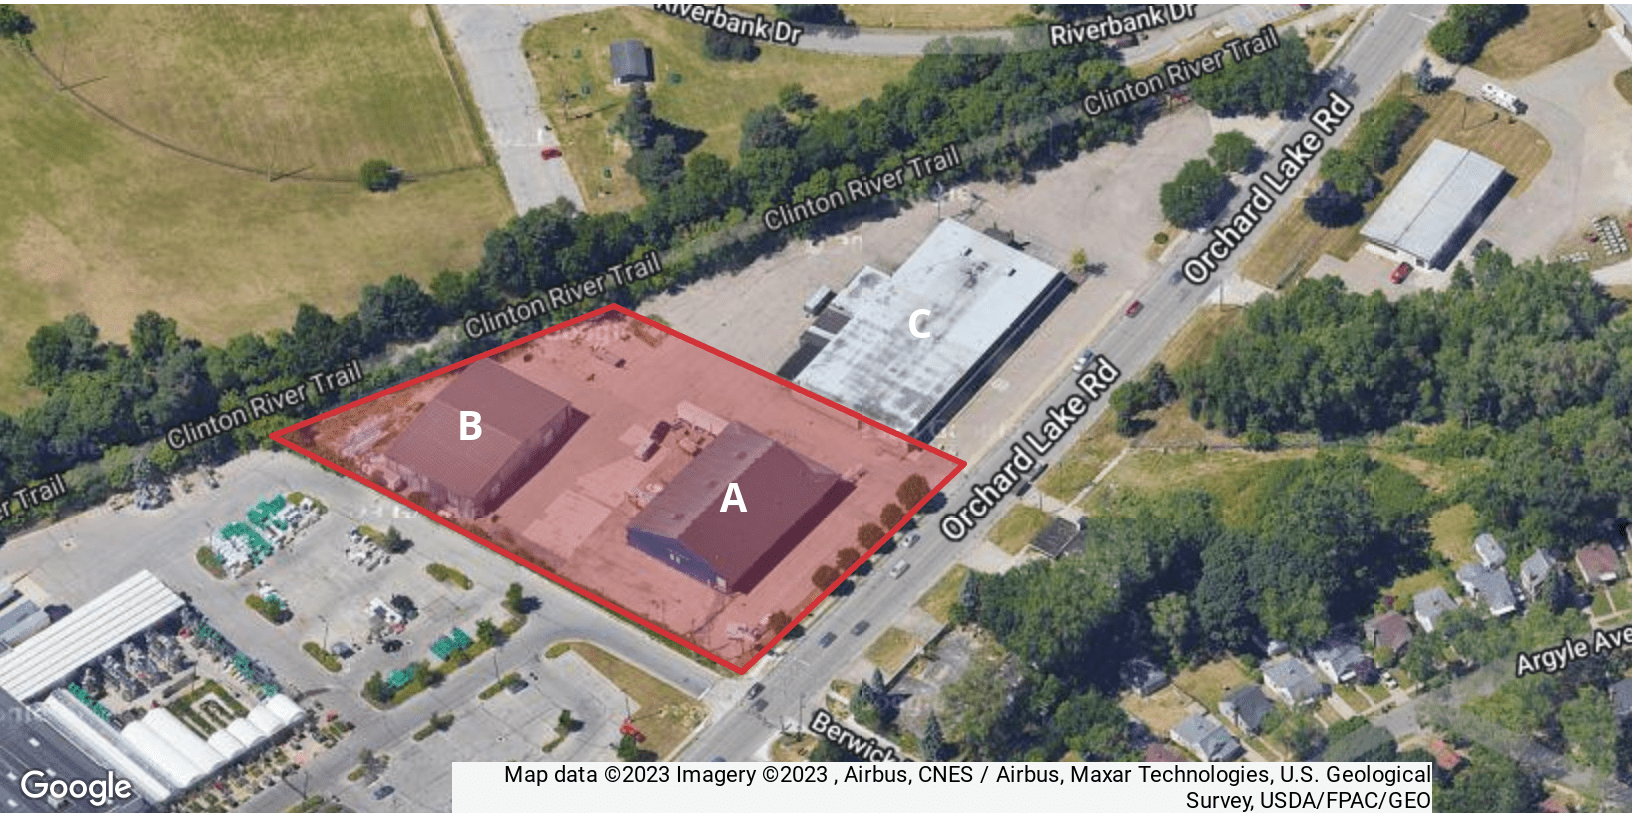 Riverbank Dr
Riverbank Dr
Clinton River Trail
Clinton River Trail
Orchard Lake Rd
Clinton River Trail
C
Clinton River Trail
Orchard Lake Rd
B
A
r Trail
Argyle Ave
Berwick
Google
Map data ©2023 Imagery ©2023 , Airbus, CNES / Airbus, Maxar Technologies, U.S. Geological
Survey, USDA/FPAC/GEO